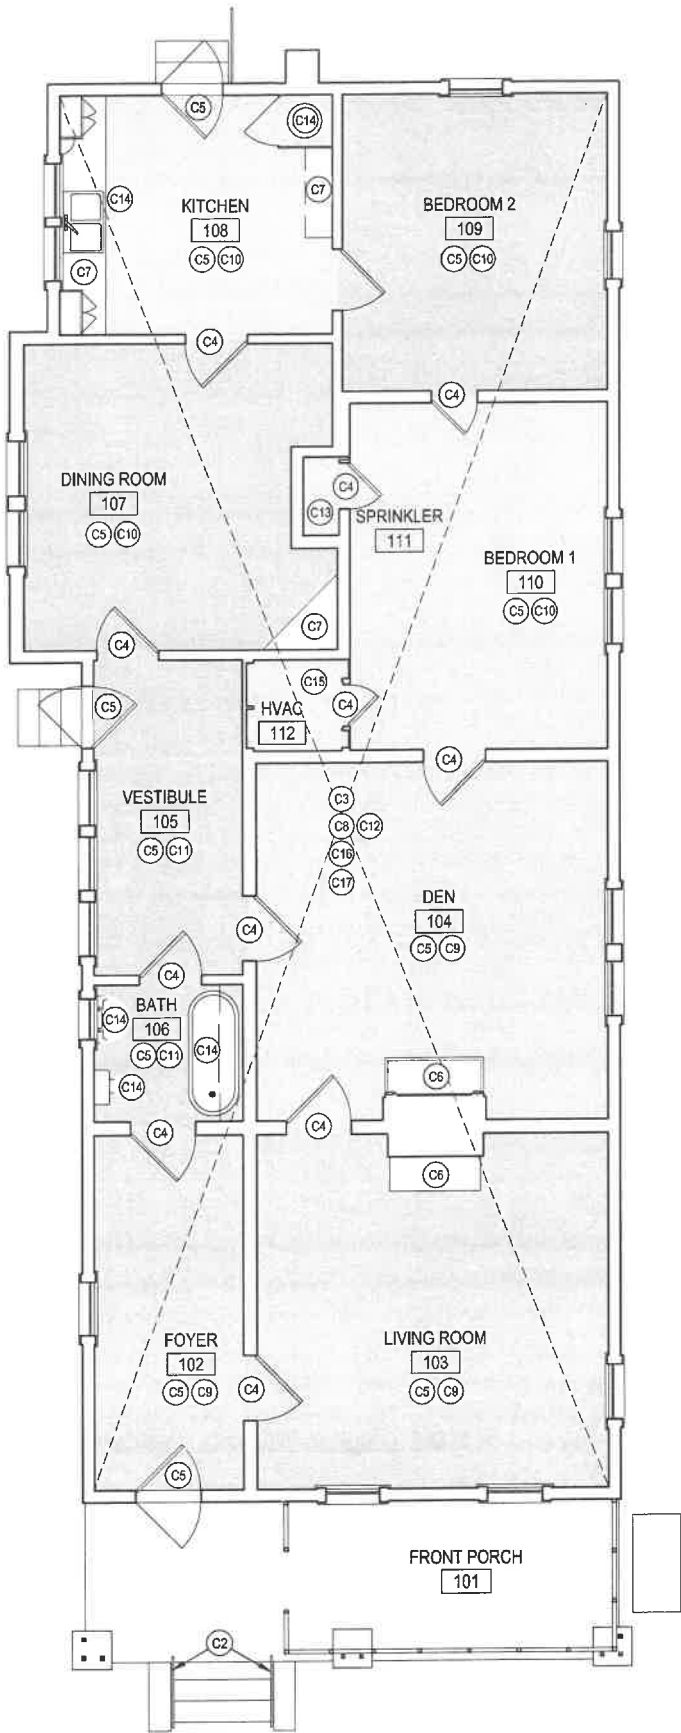 C5
C14
C7
C14
KITCHEN
108
C5 C10
C7
BEDROOM 2
109
C5 C10
C4
C4
DINING ROOM
107
C5 C10
C4
C13
SPRINKLER
111
BEDROOM 1
110
C5 C10
C7
C4
C5
C15
HVAC
112
C4
C4
VESTIBULE
105
C5 C11
C3
C8 C12
C16
C17
DEN
104
C5 C9
C4
C4
BATH
106
C5 C11
C14
C14
C14
C6
C4
C4
C6
FOYER
102
C5 C9
C4
LIVING ROOM
103
C5 C9
C5
FRONT PORCH
101
C2